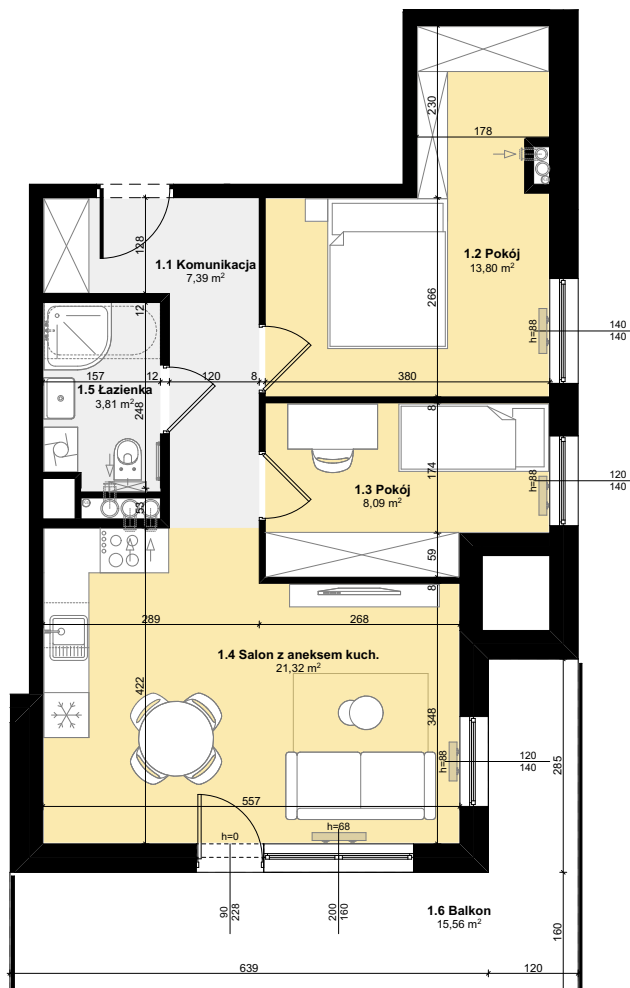 230
178
128
1.1 Komunikacja
7,39 m²
1.2 Pokój
13,80 m²
266
h=88
140
140
12
157
12
120
8
380
1.5 Łazienka
3,81 m²
248
8
174
h=88
120
140
1.3 Pokój
8,09 m²
53
59
8
289
268
1.4 Salon z aneksem kuch.
21,32 m²
422
348
h=88
120
140
285
557
h=0
h=68
90
228
200
160
1.6 Balkon
15,56 m²
160
639
120